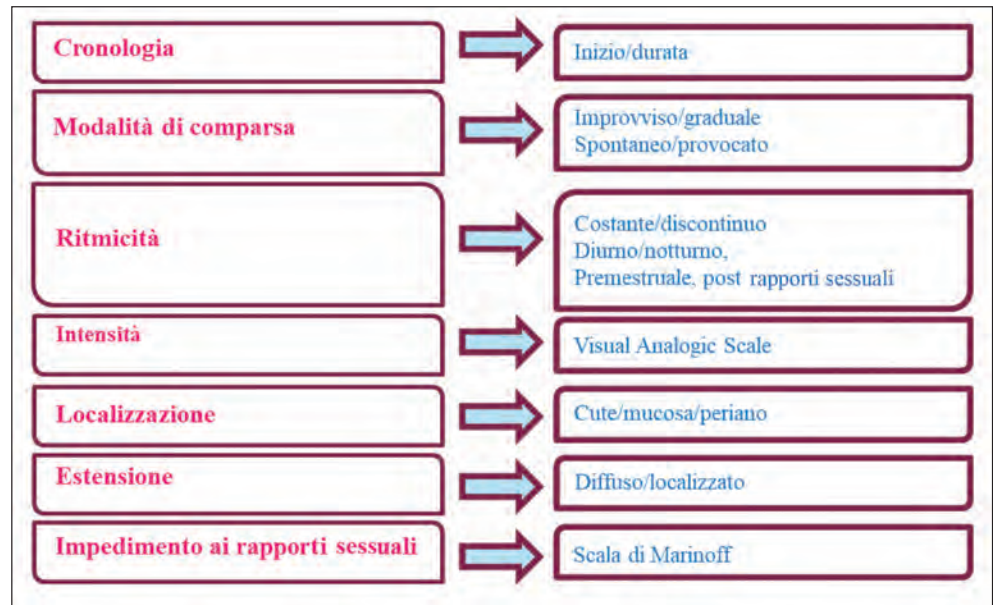 Cronologia
Inizio/durata
Modalità di comparsa
Improvviso/graduale
Spontaneo/provocato
Ritmicità
Costante/discontinuo
Diurno/notturno,
Premestruale, post rapporti sessuali
Intensità
Visual Analogic Scale
Localizzazione
Cute/mucosa/periano
Estensione
Diffuso/localizzato
Impedimento ai rapporti sessuali
Scala di Marinoff